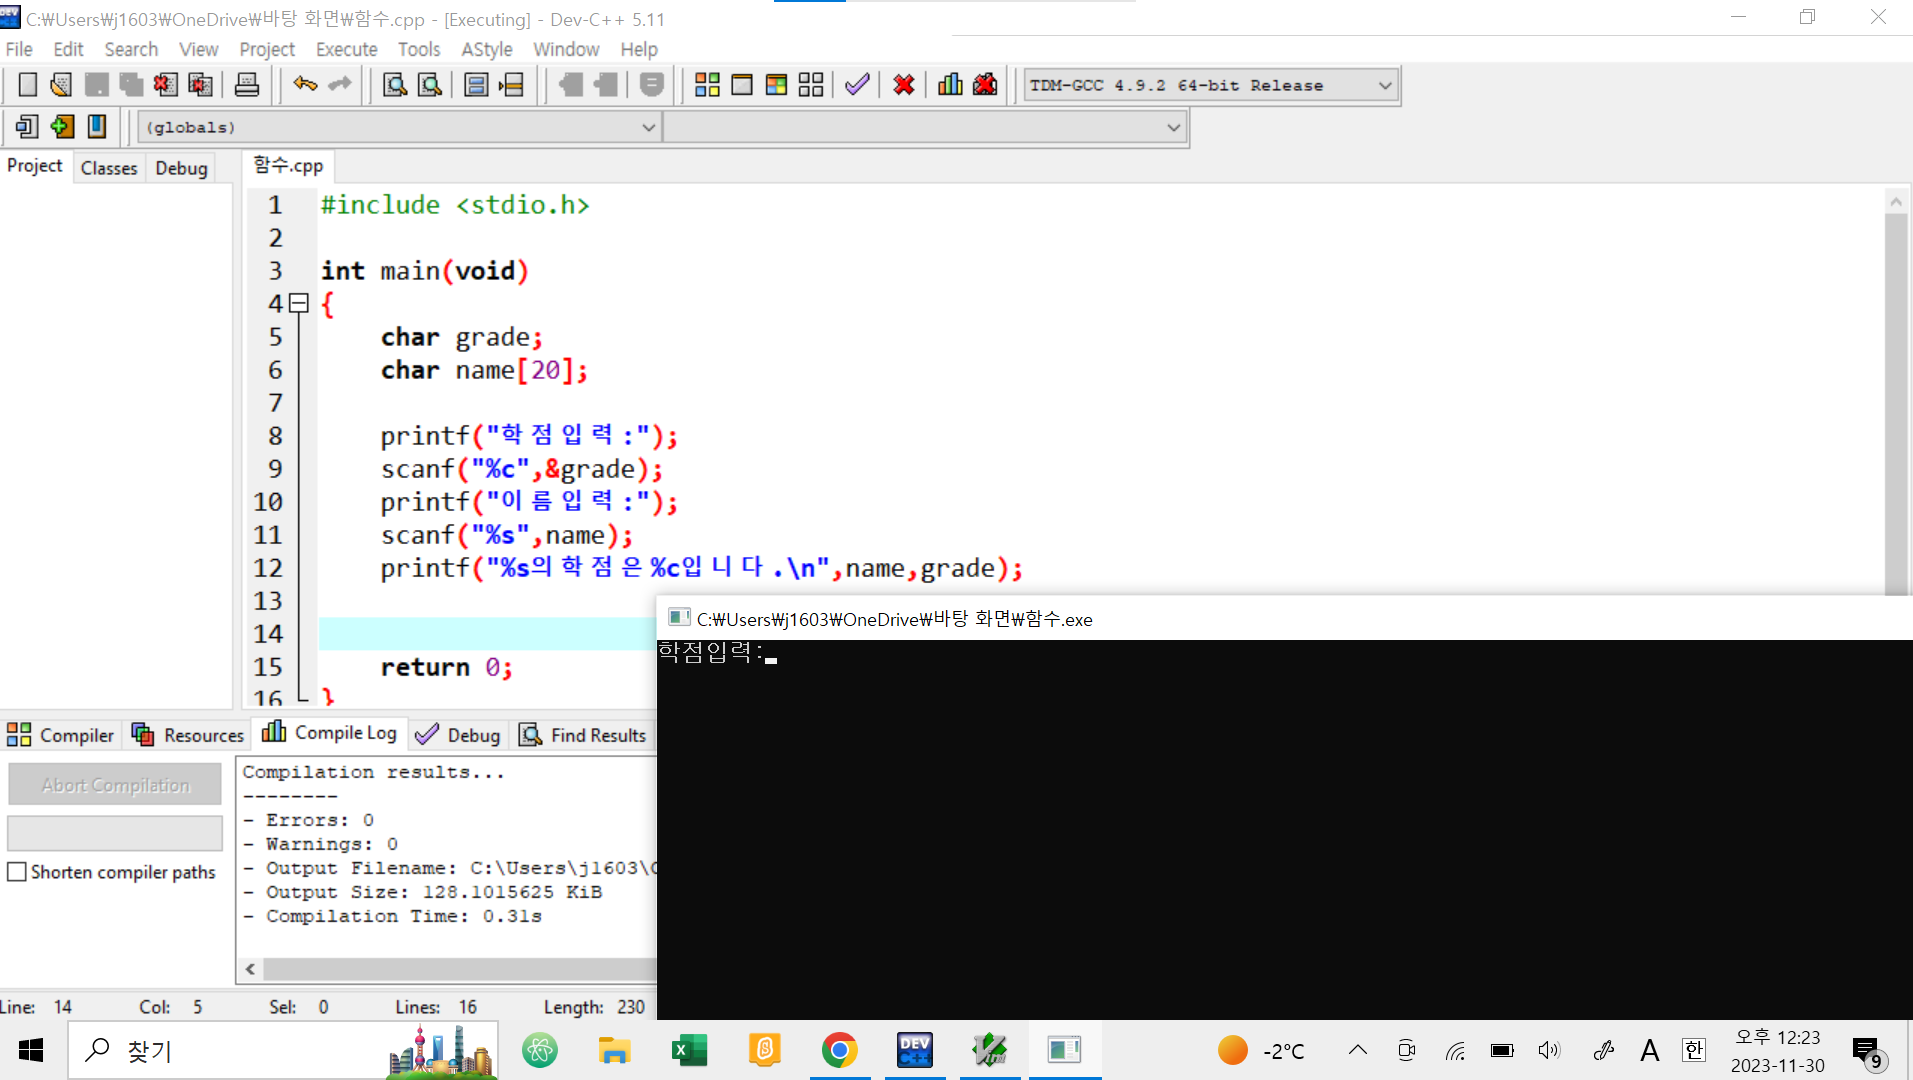 C:\Users\j1603\OneDrive\바탕 화면\함수.cpp - [Executing] - Dev-C++ 5.11
File Edit Search View Project Execute Tools AStyle Window Help
TDM-GCC 4.9.2 64-bit Release
(globals)
Project Classes Debug
함수.cpp
1 #include <stdio.h>
2
3 int main(void)
4 {
5 char grade;
6 char name[20];
7
8 printf("학점입력:");
9 scanf("%c",&grade);
10 printf("이름입력:");
11 scanf("%s",name);
12 printf("%s의학점은%c입니다.\n",name,grade);
13
14
15 return 0;
16 }
C:\Users\j1603\OneDrive\바탕 화면\함수.exe
학점입력:
Compiler Resources Compile Log Debug Find Results
Abort Compilation
Shorten compiler paths
Compilation results...
--------
- Errors: 0
- Warnings: 0
- Output Filename: C:\Users\j1603\
- Output Size: 128.1015625 KiB
- Compilation Time: 0.31s
Line: 14 Col: 5 Sel: 0 Lines: 16 Length: 230
찾기
DEV
C++
-2°C
A
한
오후 12:23
2023-11-30
9